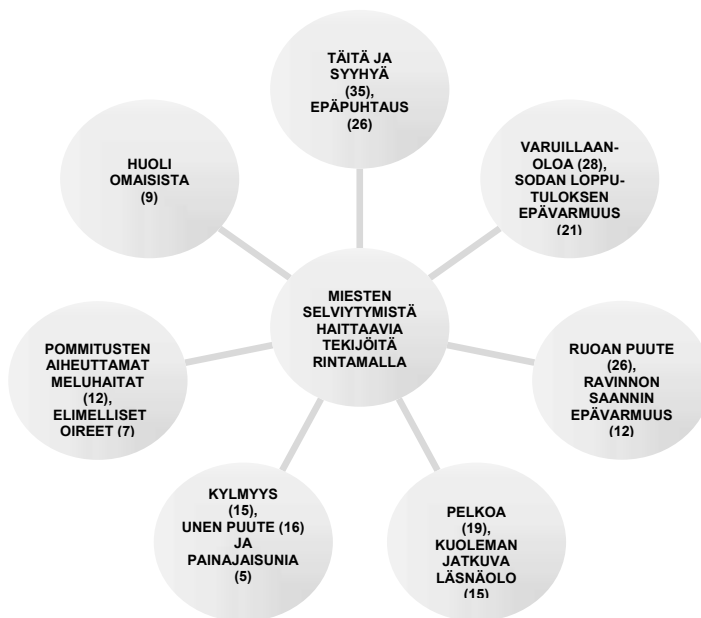 TÄITÄ JA
SYYHYÄ
(35),
EPÄPUHTAUS
(26)
VARUILLAAN-
OLOA (28),
SODAN LOPPU-
TULOKSEN
EPÄVARMUUS
(21)
RUOAN PUUTE
(26),
RAVINNON
SAANNIN
EPÄVARMUUS
(12)
PELKOA
(19),
KUOLEMAN
JATKUVA
LÄSNÄOLO
(15)
KYLMYYS
(15),
UNEN PUUTE (16)
JA
PAINAJAISUNIA
(5)
POMMITUSTEN
AIHEUTTAMAT
MELUHAITAT
(12),
ELIMELLISET
OIREET (7)
HUOLI
OMAISISTA
(9)
MIESTEN
SELVIYTYMISTÄ
HAITTAAVIA
TEKIJÖITÄ
RINTAMALLA